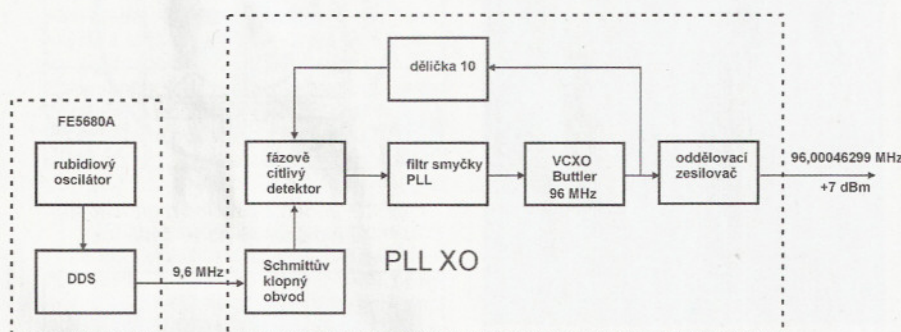 dělička 10
FE5680A
rubidiový
oscilátor
fázově
citlivý
detektor
filtr smyčky
PLL
VCXO
Buttler
96 MHz
oddělovací
zesilovač
96,00046299 MHz
+7 dBm
DDS
9,6 MHz
Schmittův
klopný
obvod
PLL XO